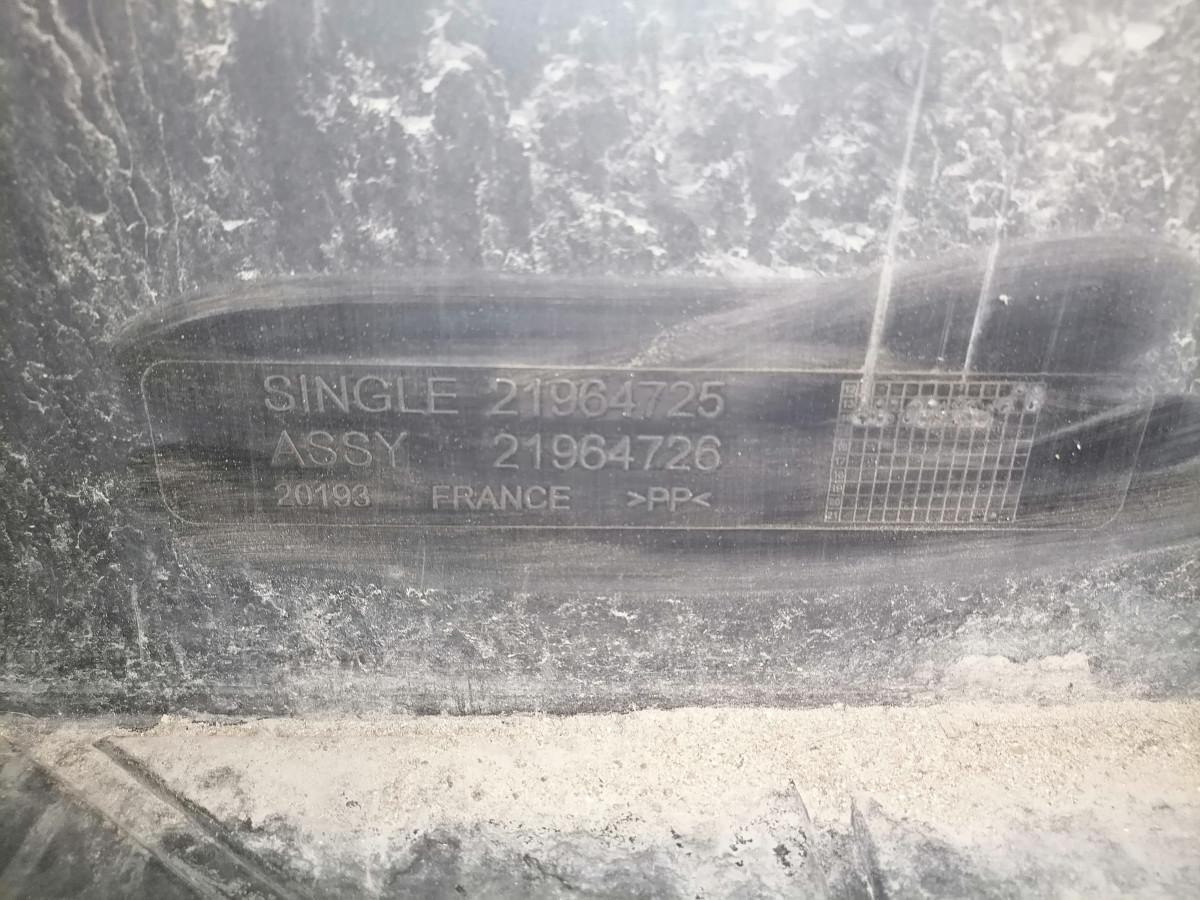 SINGLE 21964725
ASSY 21964726
20193 FRANCE >PP<